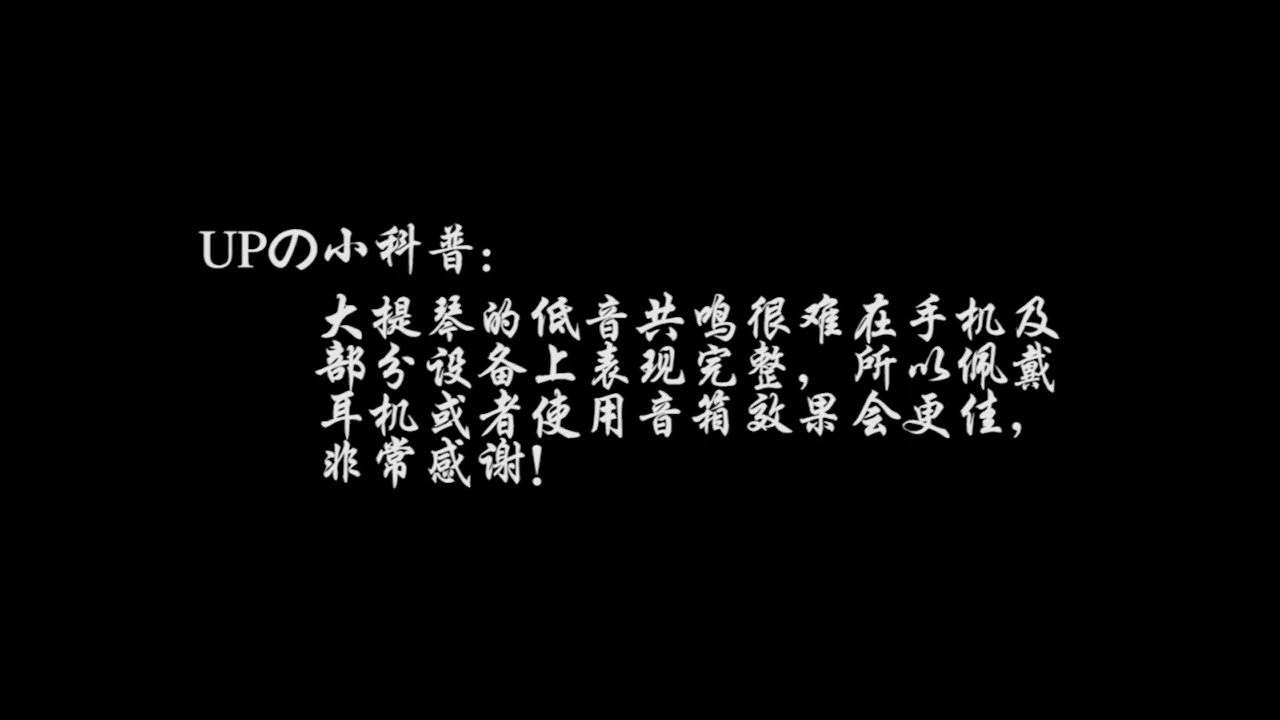 UPの小科普：
大提琴的低音共鸣很难在手机及
部分设备上表现完整，所以佩戴
耳机或者使用音箱效果会更佳，
非常感谢！